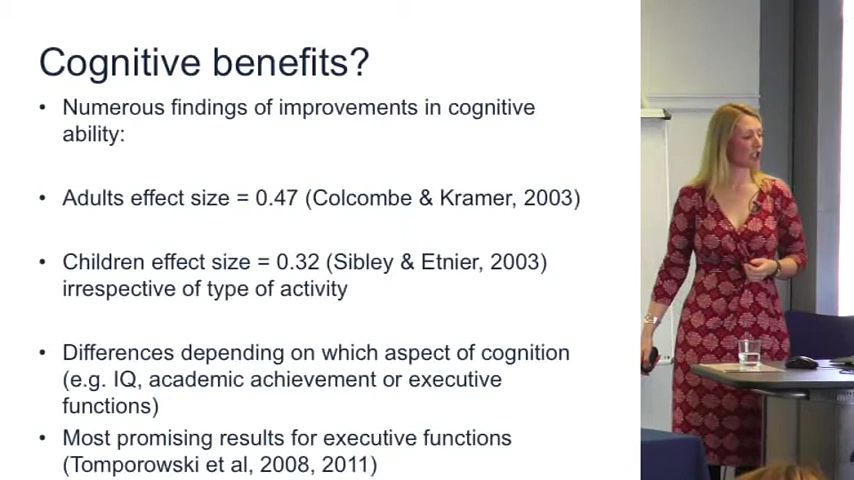 Cognitive benefits?
• Numerous findings of improvements in cognitive
ability:
• Adults effect size = 0.47 (Colcombe & Kramer, 2003)
• Children effect size = 0.32 (Sibley & Etnier, 2003)
irrespective of type of activity
• Differences depending on which aspect of cognition
(e.g. IQ, academic achievement or executive
functions)
• Most promising results for executive functions
(Tomporowski et al, 2008, 2011)